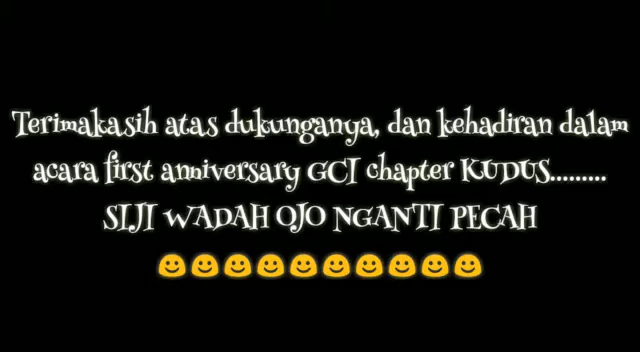 Terimakasih atas dukunganya, dan kehadiran dalam
acara first anniversary GCI chapter KUDUS.........
SIJI WADAH OJO NGANTI PECAH
☺☺☺☺☺☺☺☺☺☺